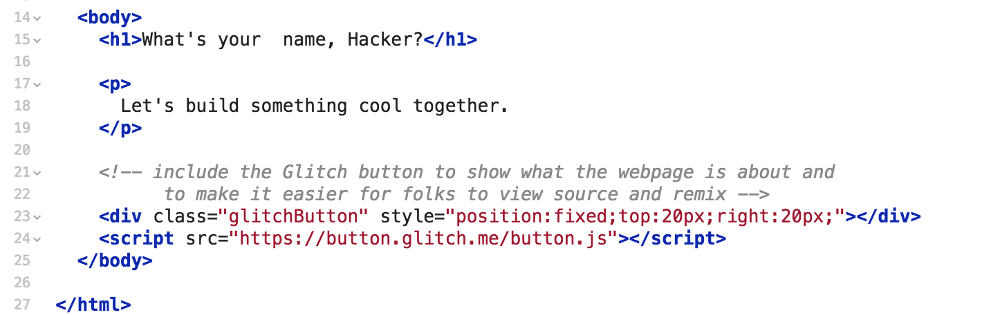 14 <body>
15 <h1>What's your  name, Hacker?</h1>
16
17 <p>
18 Let's build something cool together.
19 </p>
20
21 <!-- include the Glitch button to show what the webpage is about and
22 to make it easier for folks to view source and remix -->
23 <div class="glitchButton" style="position:fixed;top:20px;right:20px;"></div>
24 <script src="https://button.glitch.me/button.js"></script>
25 </body>
26
27 </html>